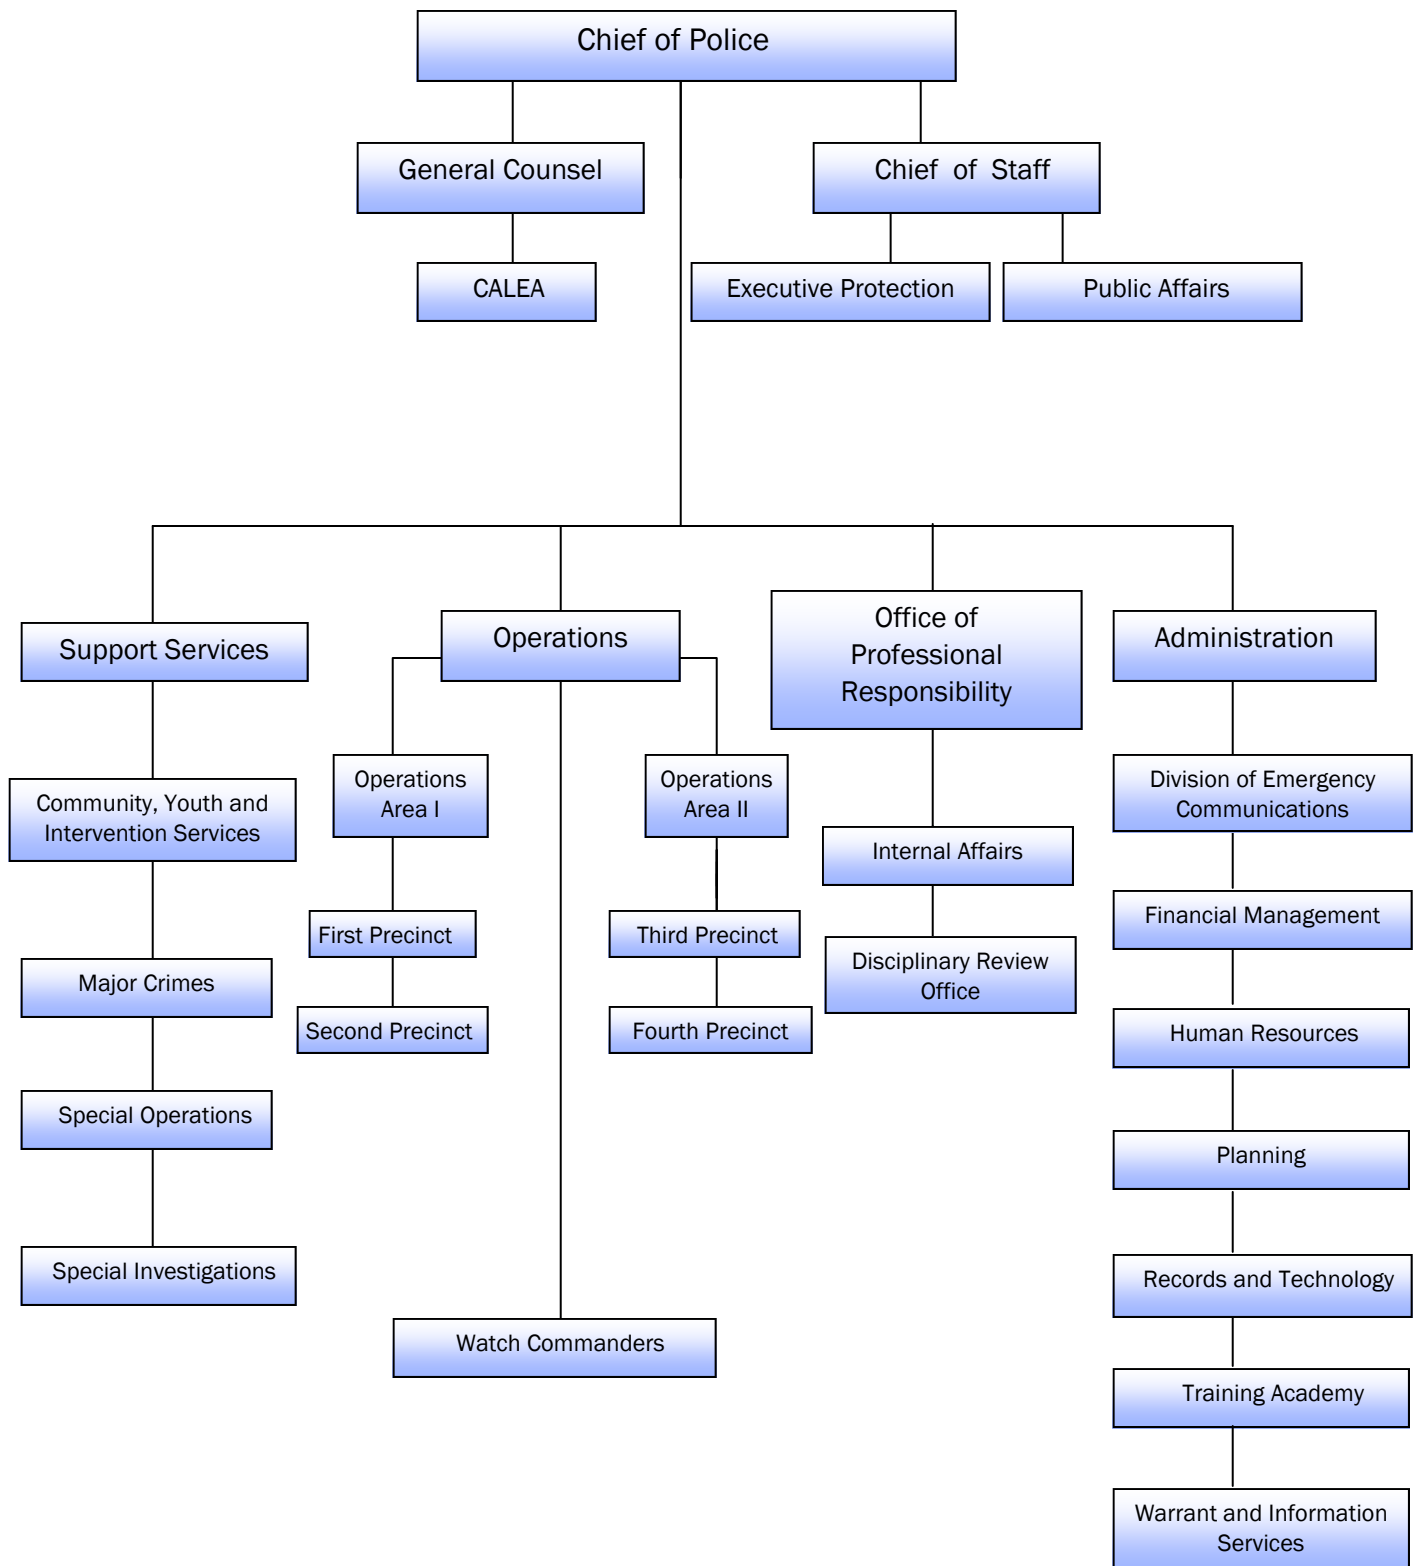 Chief of Police
General Counsel
Chief of Staff
CALEA
Executive Protection
Public Affairs
Support Services
Operations
Office of
Professional
Responsibility
Administration
Community, Youth and
Intervention Services
Operations
Area I
Operations
Area II
Internal Affairs
Division of Emergency
Communications
Major Crimes
First Precinct
Third Precinct
Disciplinary Review
Office
Financial Management
Second Precinct
Fourth Precinct
Human Resources
Special Operations
Planning
Special Investigations
Records and Technology
Watch Commanders
Training Academy
Warrant and Information
Services